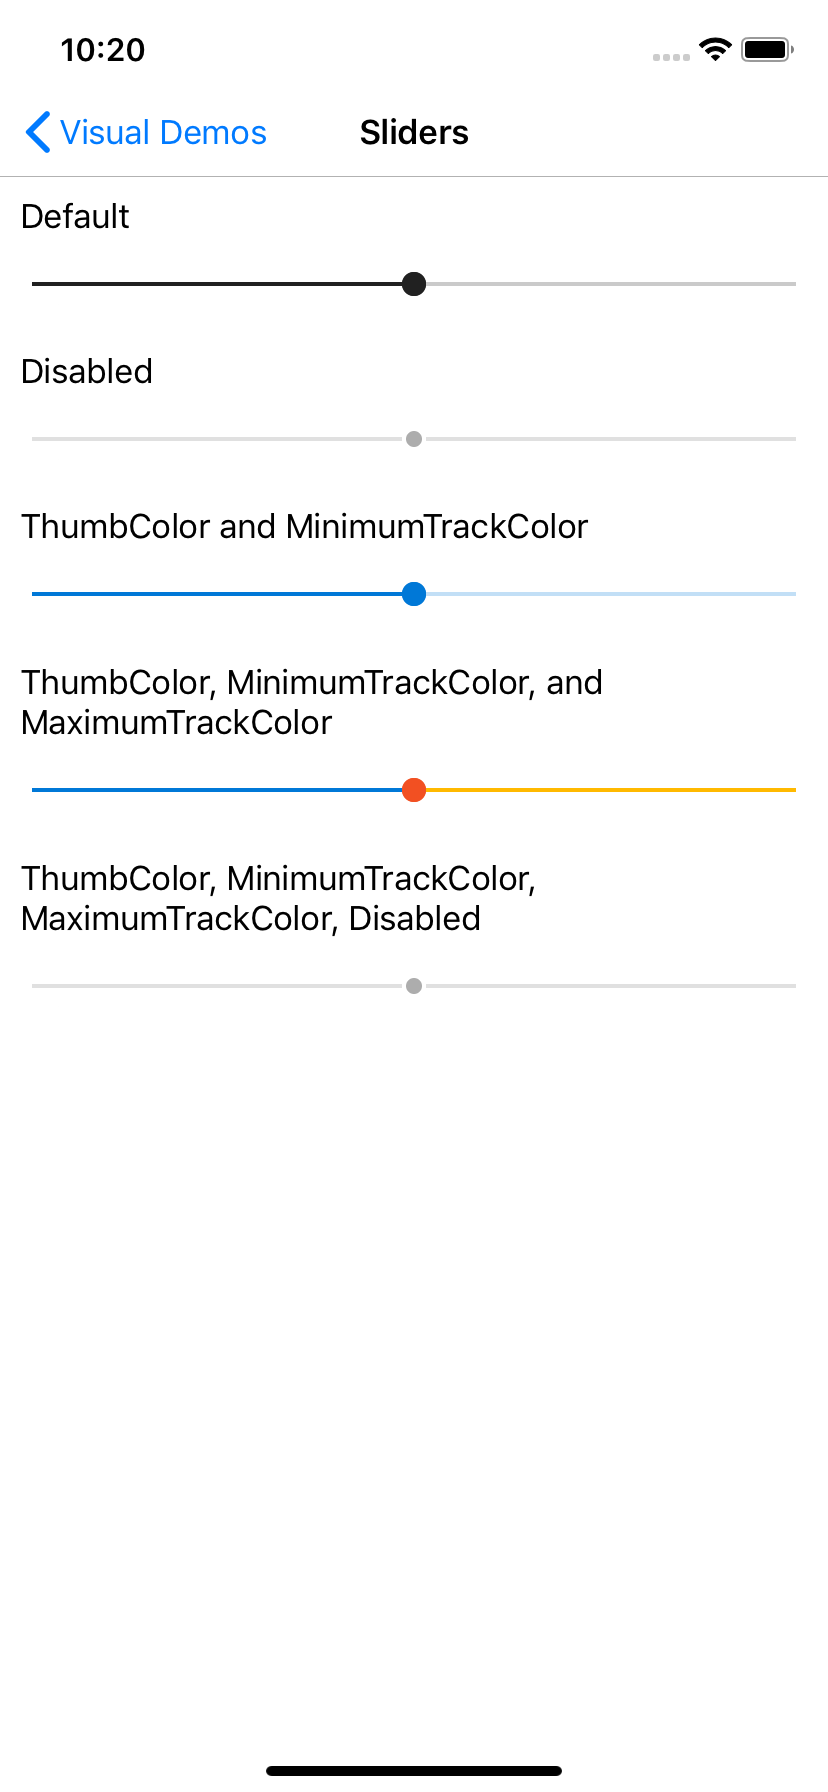 10:20
Visual Demos
Sliders
Default
Disabled
ThumbColor and MinimumTrackColor
ThumbColor, MinimumTrackColor, and
MaximumTrackColor
ThumbColor, MinimumTrackColor,
MaximumTrackColor, Disabled